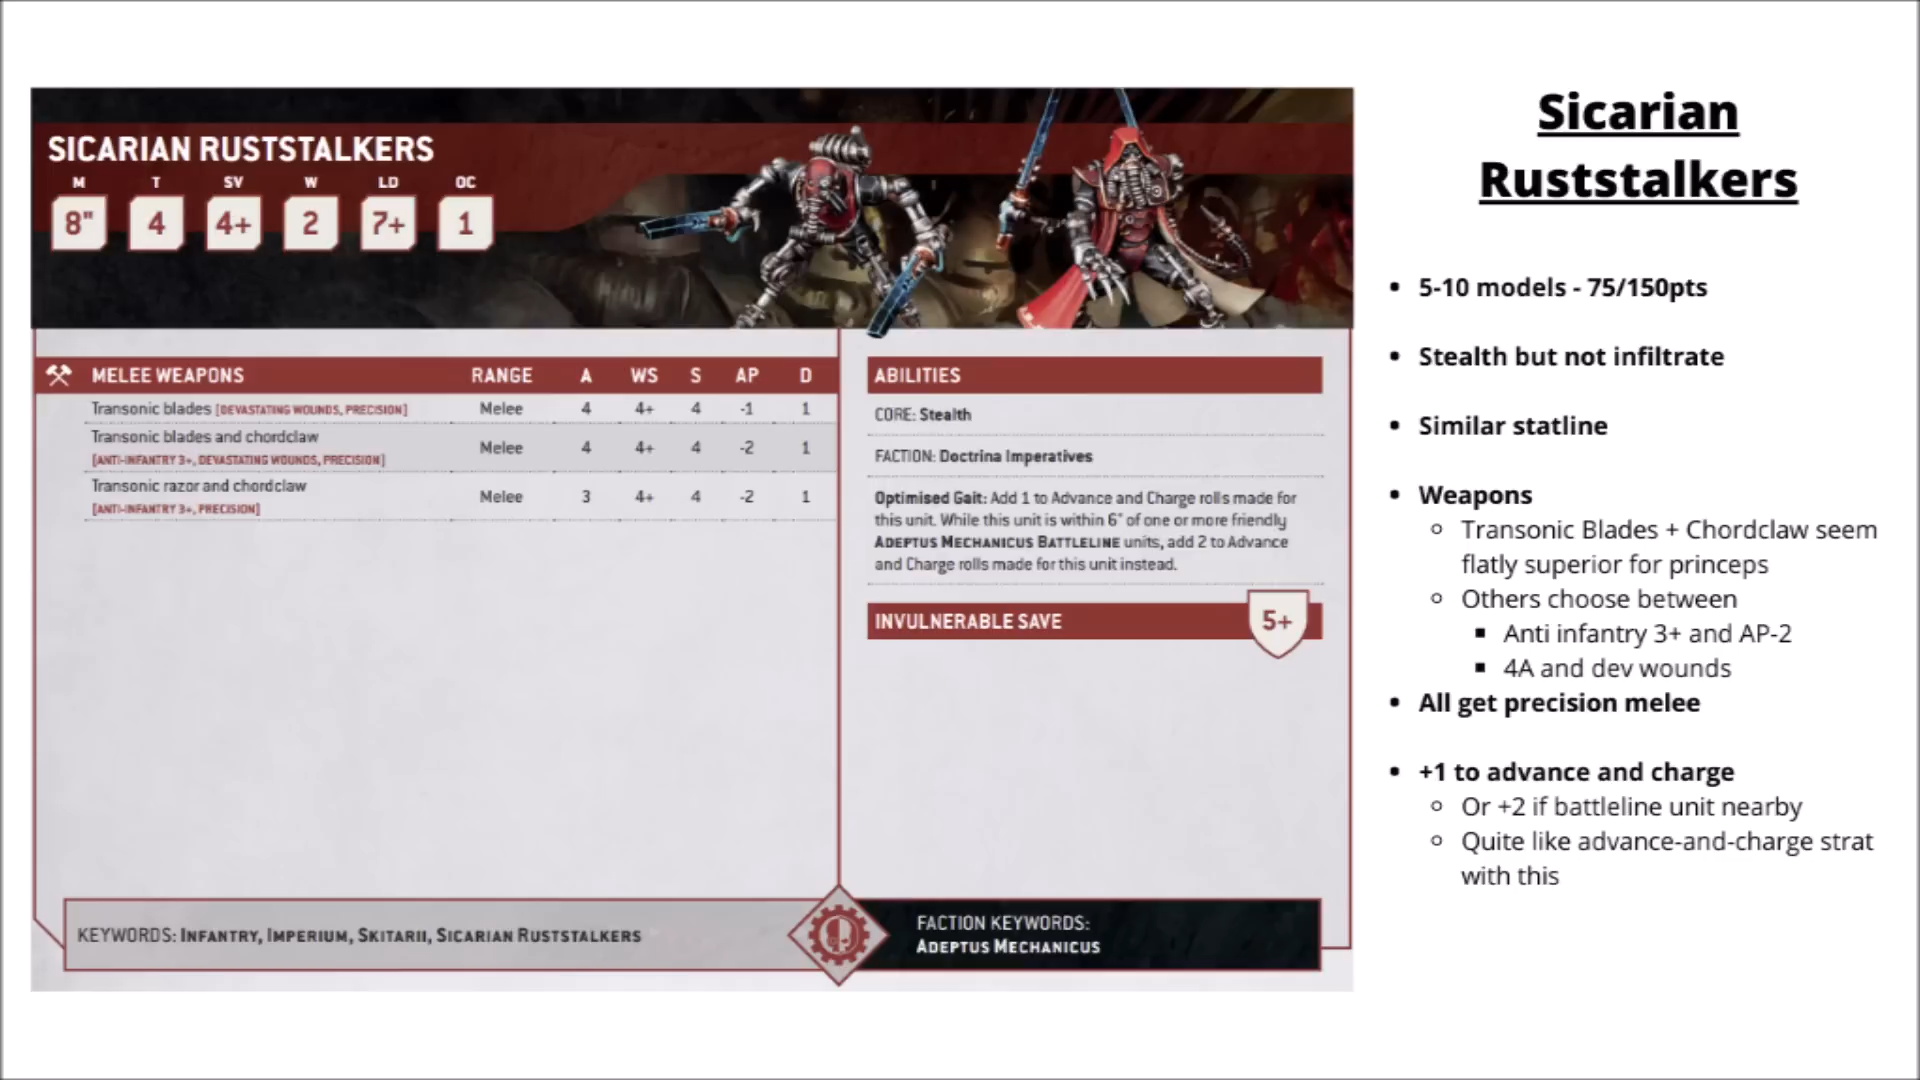 SICARIAN RUSTSTALKERS
M T SV W LD OC
8" 4 4+ 2 7+ 1
MELEE WEAPONS RANGE A WS S AP D
Transonic blades [DEVASTATING WOUNDS, PRECISION] Melee 4 4+ 4 -1 1
Transonic blades and chordclaw
[ANTI-INFANTRY 3+, DEVASTATING WOUNDS, PRECISION] Melee 4 4+ 4 -2 1
Transonic razor and chordclaw
[ANTI-INFANTRY 3+, PRECISION] Melee 3 4+ 4 -2 1
ABILITIES
CORE: Stealth
FACTION: Doctrina Imperatives
Optimised Gait: Add 1 to Advance and Charge rolls made for
this unit. While this unit is within 6" of one or more friendly
ADEPTUS MECHANICUS BATTLELINE units, add 2 to Advance
and Charge rolls made for this unit instead.
INVULNERABLE SAVE 5+
KEYWORDS: INFANTRY, IMPERIUM, SKITARII, SICARIAN RUSTSTALKERS
FACTION KEYWORDS:
ADEPTUS MECHANICUS
Sicarian
Ruststalkers
• 5-10 models - 75/150pts
• Stealth but not infiltrate
• Similar statline
• Weapons
○ Transonic Blades + Chordclaw seem
flatly superior for princeps
○ Others choose between
▪ Anti infantry 3+ and AP-2
▪ 4A and dev wounds
• All get precision melee
• +1 to advance and charge
○ Or +2 if battleline unit nearby
○ Quite like advance-and-charge strat
with this